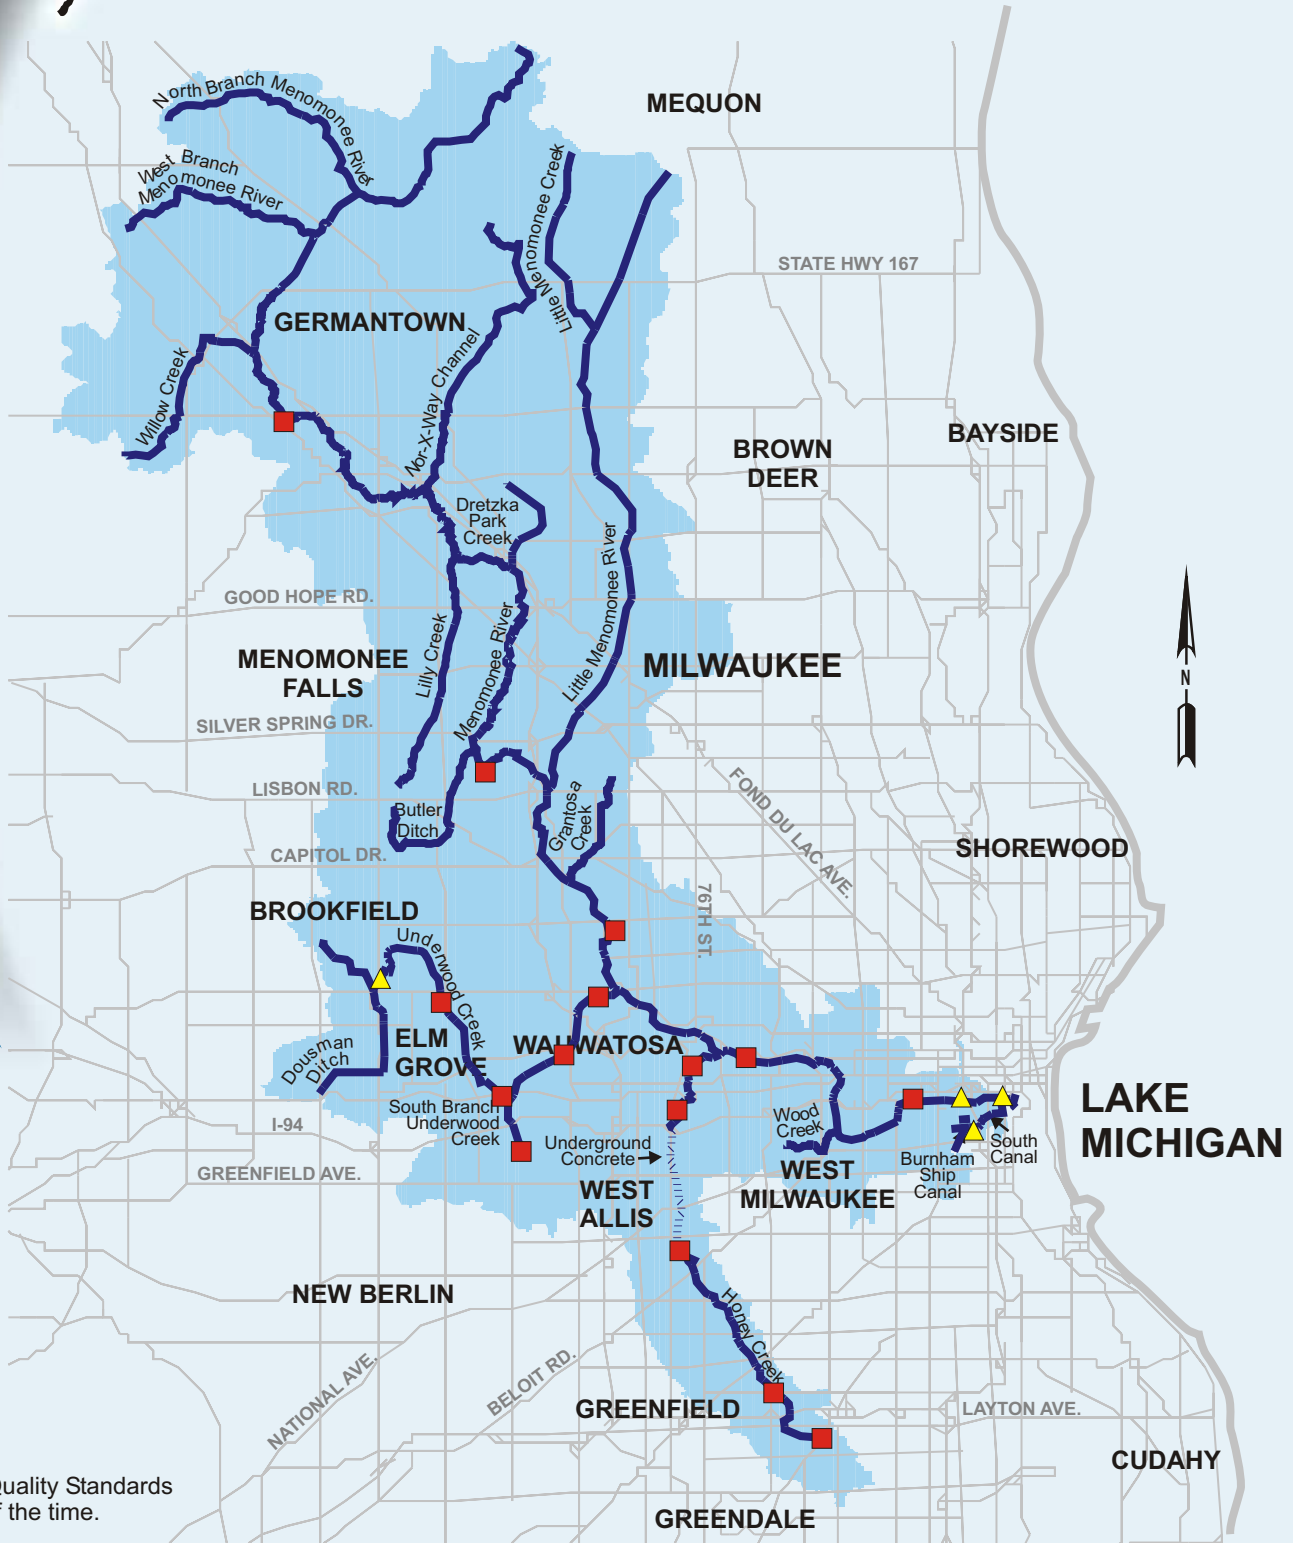 North Branch Menomonee River
MEQUON
West Branch
Menomonee River
Little Menomonee Creek
STATE HWY 167
GERMANTOWN
Willow Creek
Nor-X-Way Channel
BAYSIDE
BROWN
DEER
Dretzka
Park
Creek
Little Menomonee River
GOOD HOPE RD.
Lilly Creek
Menomonee River
MENOMONEE
FALLS
MILWAUKEE
N
SILVER SPRING DR.
LISBON RD.
FOND DU LAC AVE.
Butler
Ditch
Grantosa
Creek
CAPITOL DR.
SHOREWOOD
76TH ST.
BROOKFIELD
Underwood Creek
ELM
GROVE
WAUWATOSA
Dousman
Ditch
LAKE
MICHIGAN
South Branch
Underwood
Creek
I-94
Underground
Concrete
Wood
Creek
South
Canal
Burnham
Ship
Canal
GREENFIELD AVE.
WEST
ALLIS
WEST
MILWAUKEE
NEW BERLIN
Honey Creek
NATIONAL AVE.
BELOIT RD.
GREENFIELD
LAYTON AVE.
CUDAHY
uality Standards
the time.
GREENDALE